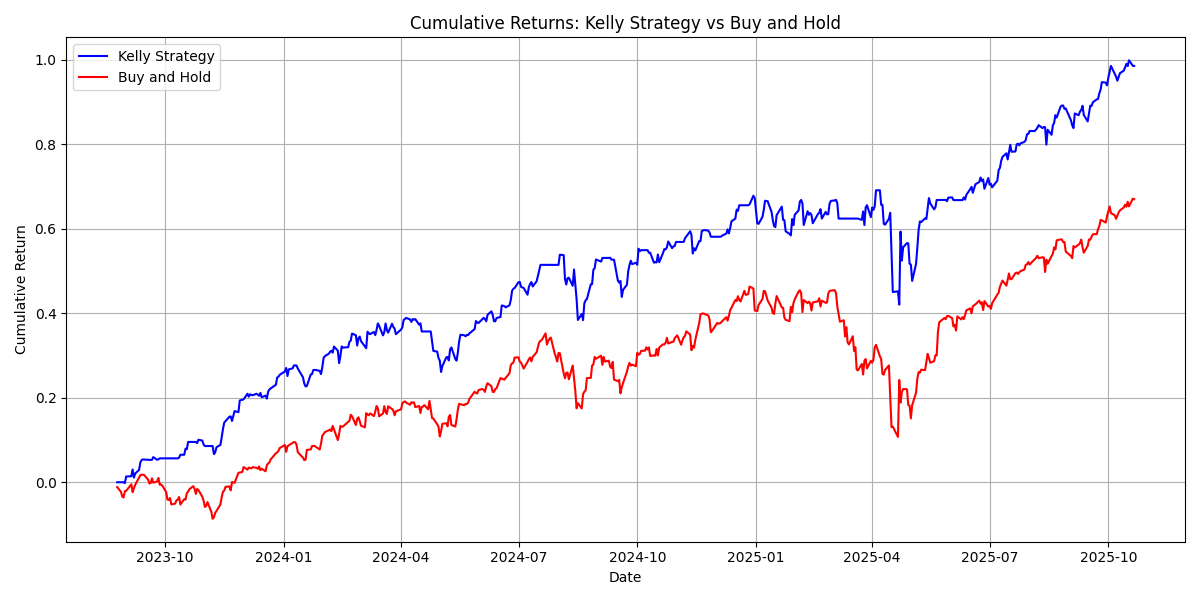 Cumulative Returns: Kelly Strategy vs Buy and Hold
Kelly Strategy
Buy and Hold
Cumulative Return
1.0
0.8
0.6
0.4
0.2
0.0
2023-10 2024-01 2024-04 2024-07 2024-10 2025-01 2025-04 2025-07 2025-10
Date